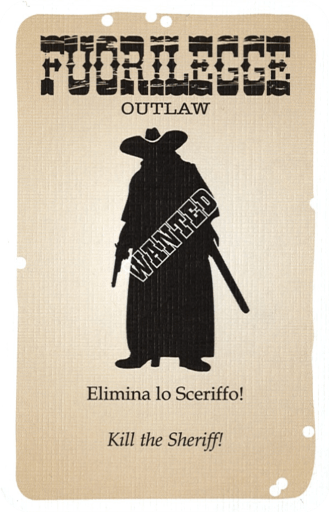 FUORILEGGE
OUTLAW
WANTED
Elimina lo Sceriffo!
Kill the Sheriff!